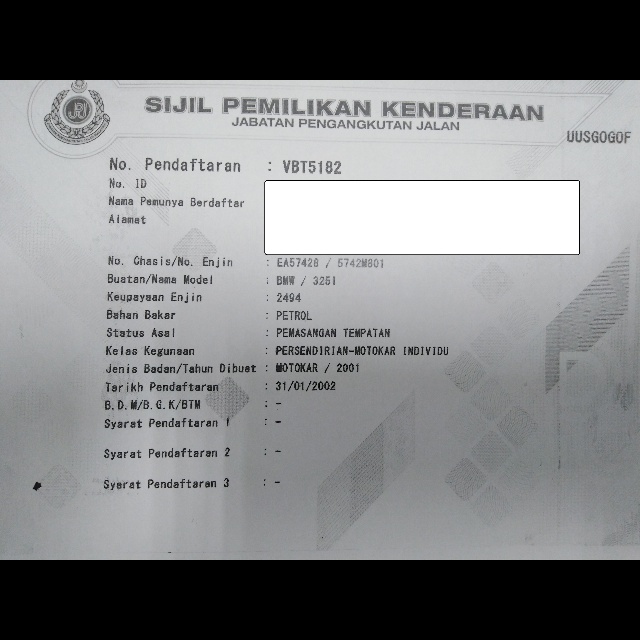 SIJIL PEMILIKAN KENDERAAN
JABATAN PENGANGKUTAN JALAN
UUSGOGOF
No. Pendaftaran : VBT5182
No. ID
Nama Pemunya Berdaftar
Alamat
No. Chasis/No. Enjin : EA57428 / 5742M801
Buatan/Nama Model : BMW / 325I
Keupayaan Enjin : 2494
Bahan Bakar : PETROL
Status Asal : PEMASANGAN TEMPATAN
Kelas Kegunaan : PERSENDIRIAN-MOTOKAR INDIVIDU
Jenis Badan/Tahun Dibuat : MOTOKAR / 2001
Tarikh Pendaftaran : 31/01/2002
B.D.M/B.G.K/BTM : -
Syarat Pendaftaran 1 : -
Syarat Pendaftaran 2 : -
Syarat Pendaftaran 3 : -